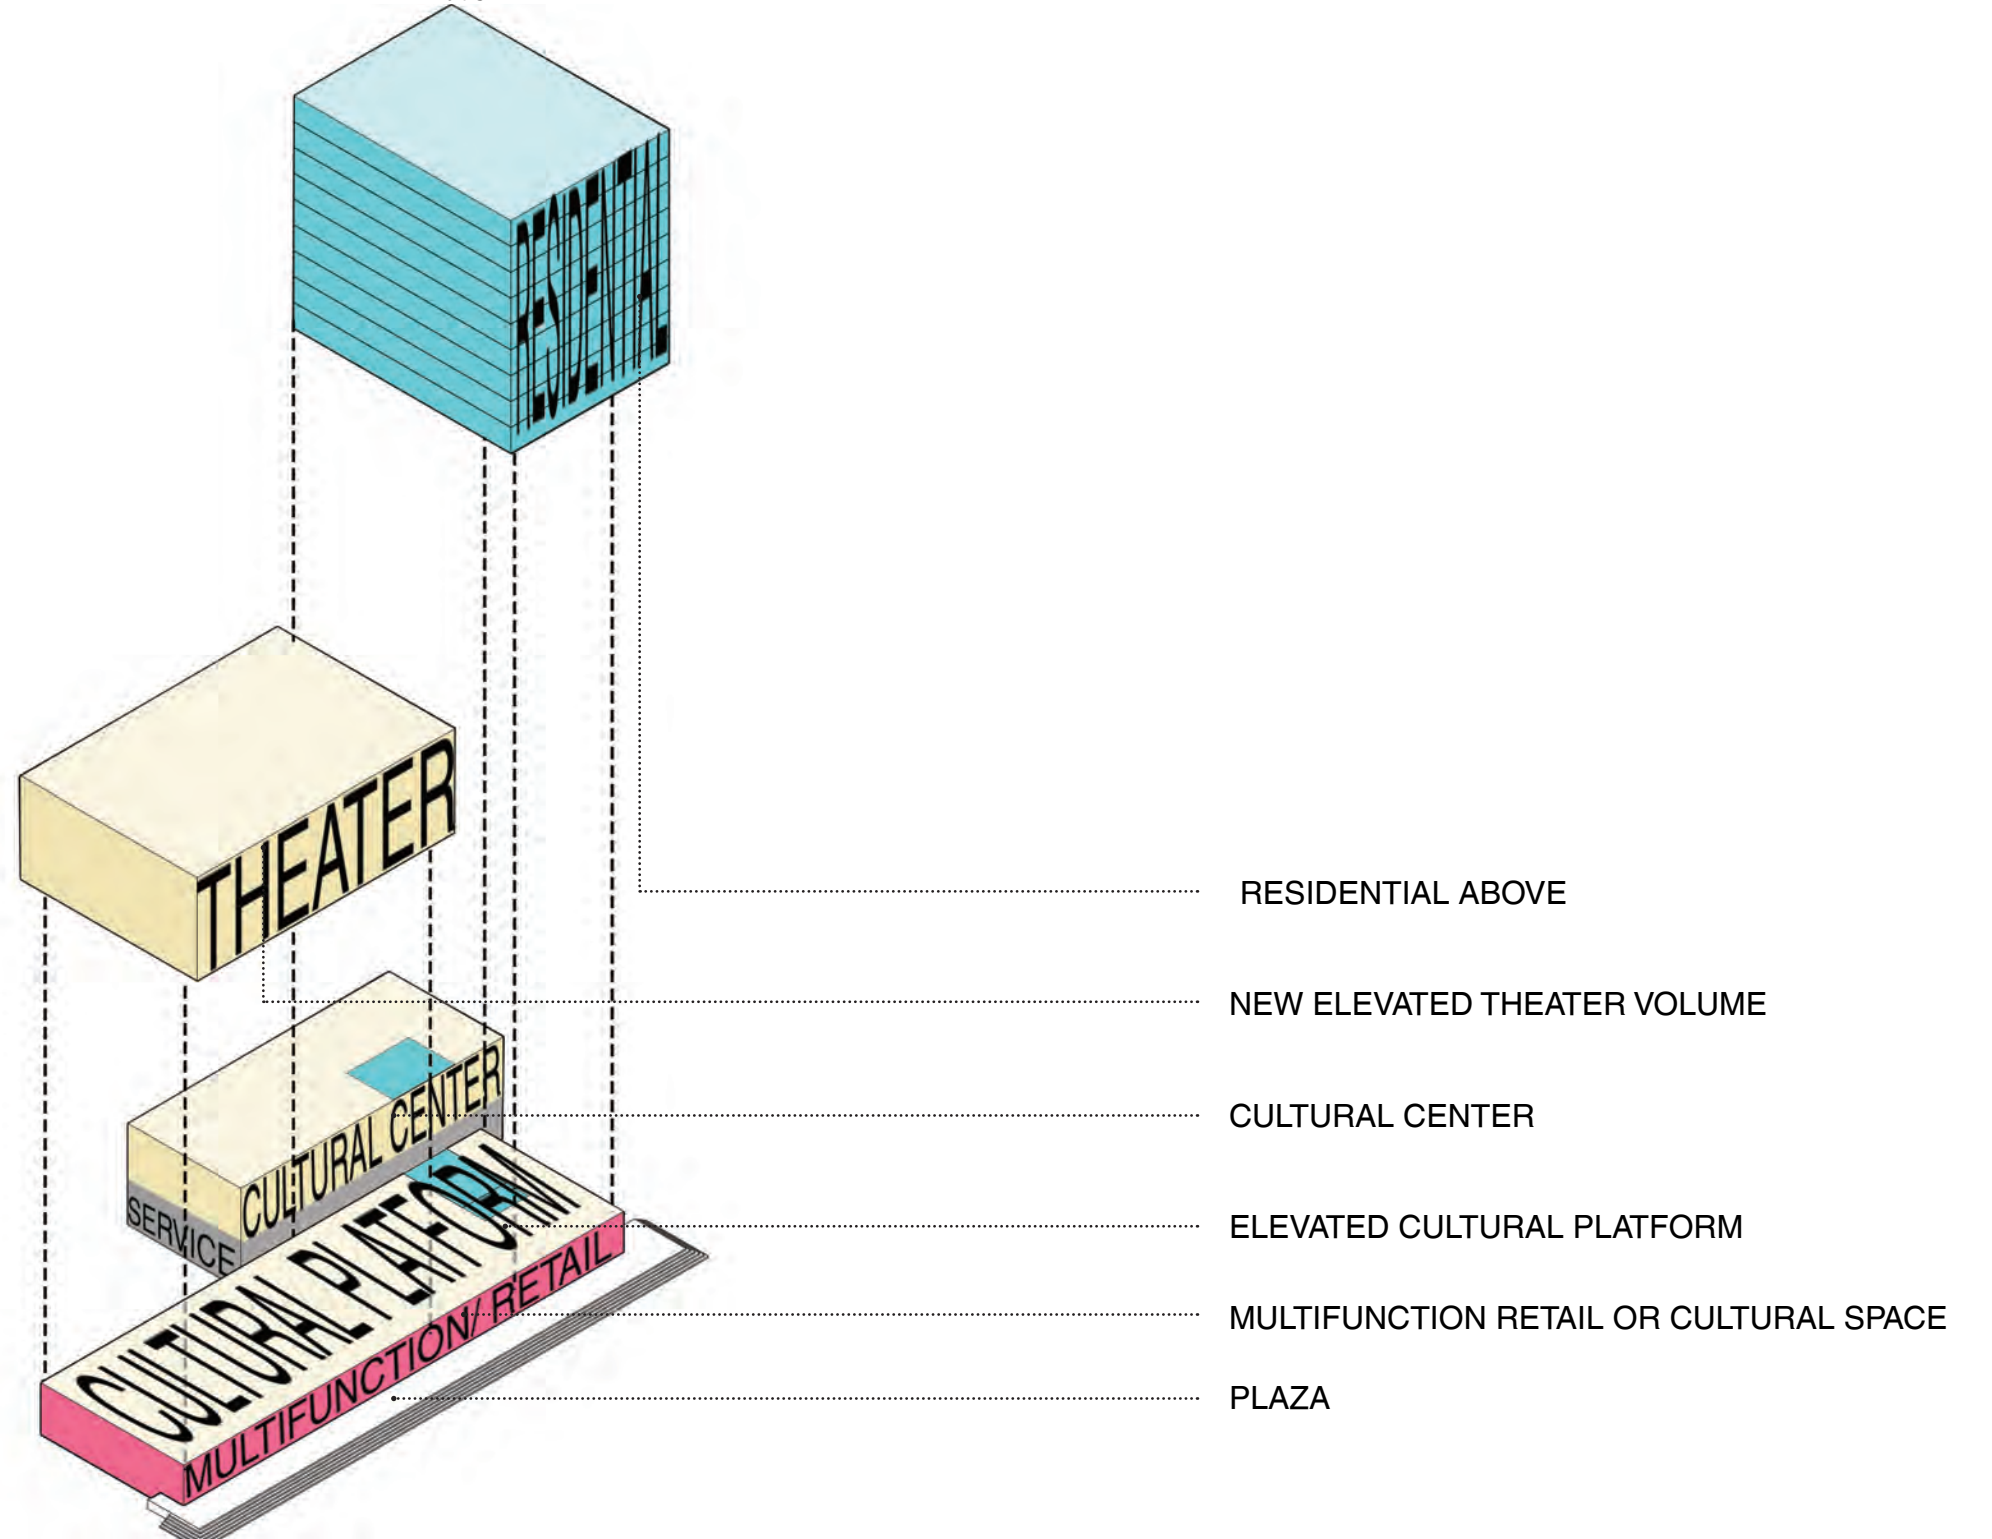 RESIDENTIAL
THEATER
CULTURAL CENTER
SERVICE
CULTURAL PLATFORM
MULTIFUNCTION/ RETAIL
RESIDENTIAL ABOVE
NEW ELEVATED THEATER VOLUME
CULTURAL CENTER
ELEVATED CULTURAL PLATFORM
MULTIFUNCTION RETAIL OR CULTURAL SPACE
PLAZA